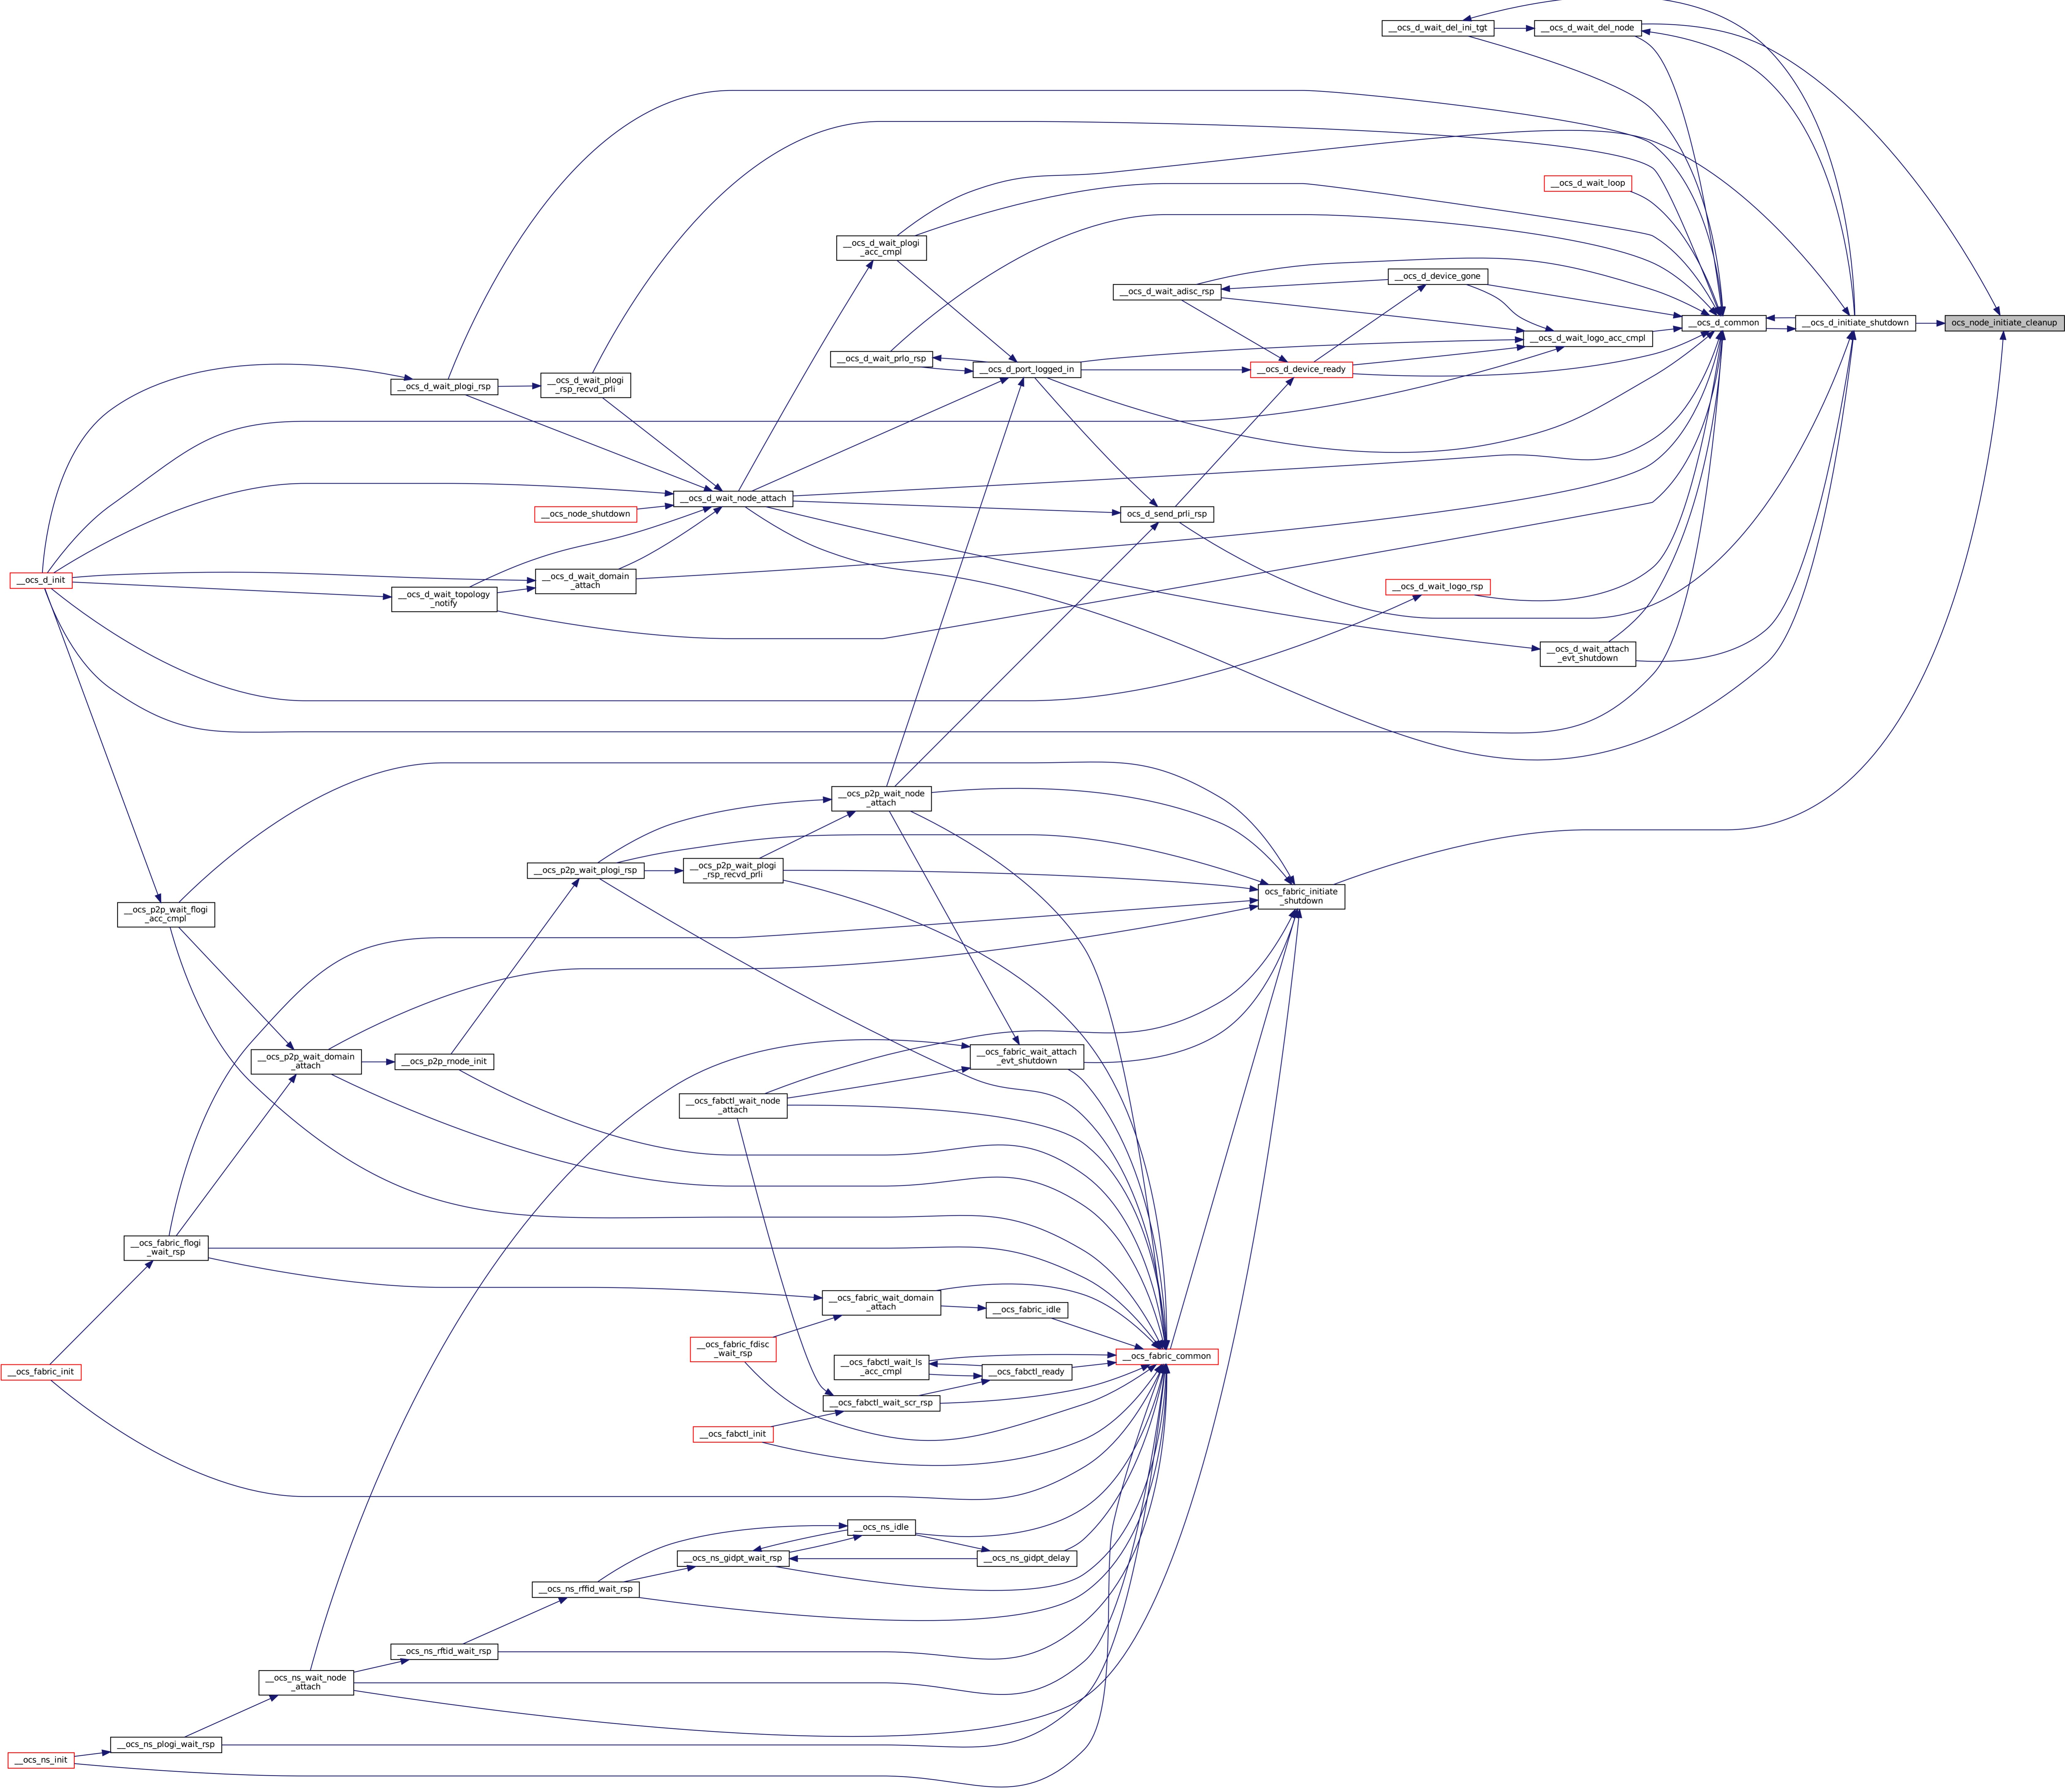 __ocs_d_wait_del_ini_tgt
__ocs_d_wait_del_node
__ocs_d_wait_loop
__ocs_d_wait_plogi
_acc_cmpl
__ocs_d_device_gone
__ocs_d_wait_adisc_rsp
__ocs_d_common
__ocs_d_initiate_shutdown
ocs_node_initiate_cleanup
__ocs_d_wait_logo_acc_cmpl
__ocs_d_wait_prlo_rsp
__ocs_d_port_logged_in
__ocs_d_device_ready
__ocs_d_wait_plogi_rsp
__ocs_d_wait_plogi
_rsp_recvd_prli
__ocs_d_wait_node_attach
__ocs_node_shutdown
ocs_d_send_prli_rsp
__ocs_d_init
__ocs_d_wait_domain
_attach
__ocs_d_wait_topology
_notify
__ocs_d_wait_logo_rsp
__ocs_d_wait_attach
_evt_shutdown
__ocs_p2p_wait_node
_attach
__ocs_p2p_wait_plogi_rsp
__ocs_p2p_wait_plogi
_rsp_recvd_prli
ocs_fabric_initiate
_shutdown
__ocs_p2p_wait_flogi
_acc_cmpl
__ocs_p2p_wait_domain
_attach
__ocs_p2p_rnode_init
__ocs_fabric_wait_attach
_evt_shutdown
__ocs_fabctl_wait_node
_attach
__ocs_fabric_flogi
_wait_rsp
__ocs_fabric_wait_domain
_attach
__ocs_fabric_idle
__ocs_fabric_fdisc
_wait_rsp
__ocs_fabric_common
__ocs_fabctl_wait_ls
_acc_cmpl
__ocs_fabctl_ready
__ocs_fabric_init
__ocs_fabctl_wait_scr_rsp
__ocs_fabctl_init
__ocs_ns_idle
__ocs_ns_gidpt_wait_rsp
__ocs_ns_gidpt_delay
__ocs_ns_rffid_wait_rsp
__ocs_ns_rftid_wait_rsp
__ocs_ns_wait_node
_attach
__ocs_ns_plogi_wait_rsp
__ocs_ns_init